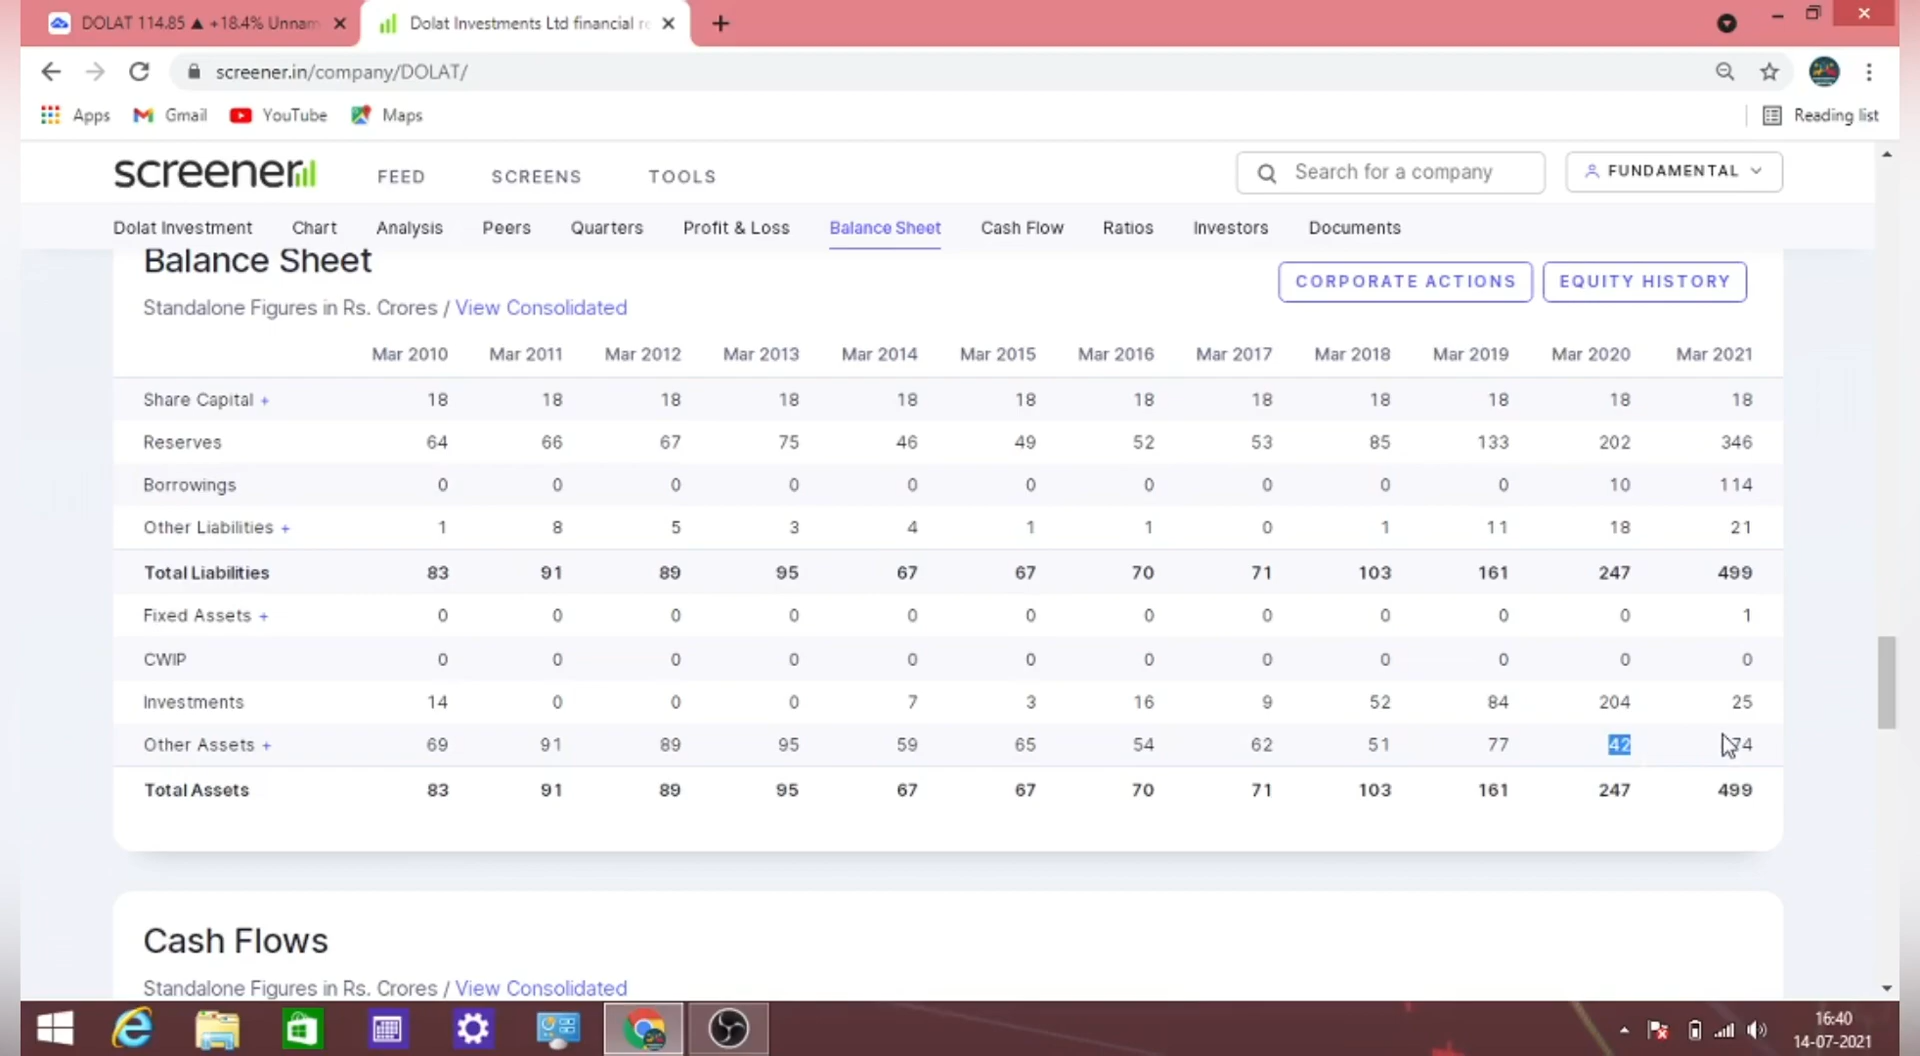 DOLAT 114.85 ▲ +18.4% Unnam
Dolat Investments Ltd financial re
screener.in/company/DOLAT/
Apps Gmail YouTube Maps Reading list
screener FEED SCREENS TOOLS Search for a company FUNDAMENTAL
Dolat Investment Chart Analysis Peers Quarters Profit & Loss Balance Sheet Cash Flow Ratios Investors Documents
Balance Sheet
CORPORATE ACTIONS EQUITY HISTORY
Standalone Figures in Rs. Crores / View Consolidated
Mar 2010 Mar 2011 Mar 2012 Mar 2013 Mar 2014 Mar 2015 Mar 2016 Mar 2017 Mar 2018 Mar 2019 Mar 2020 Mar 2021
Share Capital + 18 18 18 18 18 18 18 18 18 18 18 18
Reserves 64 66 67 75 46 49 52 53 85 133 202 346
Borrowings 0 0 0 0 0 0 0 0 0 0 10 114
Other Liabilities + 1 8 5 3 4 1 1 0 1 11 18 21
Total Liabilities 83 91 89 95 67 67 70 71 103 161 247 499
Fixed Assets + 0 0 0 0 0 0 0 0 0 0 0 1
CWIP 0 0 0 0 0 0 0 0 0 0 0 0
Investments 14 0 0 0 7 3 16 9 52 84 204 25
Other Assets + 69 91 89 95 59 65 54 62 51 77 42
Total Assets 83 91 89 95 67 67 70 71 103 161 247 499
Cash Flows
Standalone Figures in Rs. Crores / View Consolidated
16:40
14-07-2021